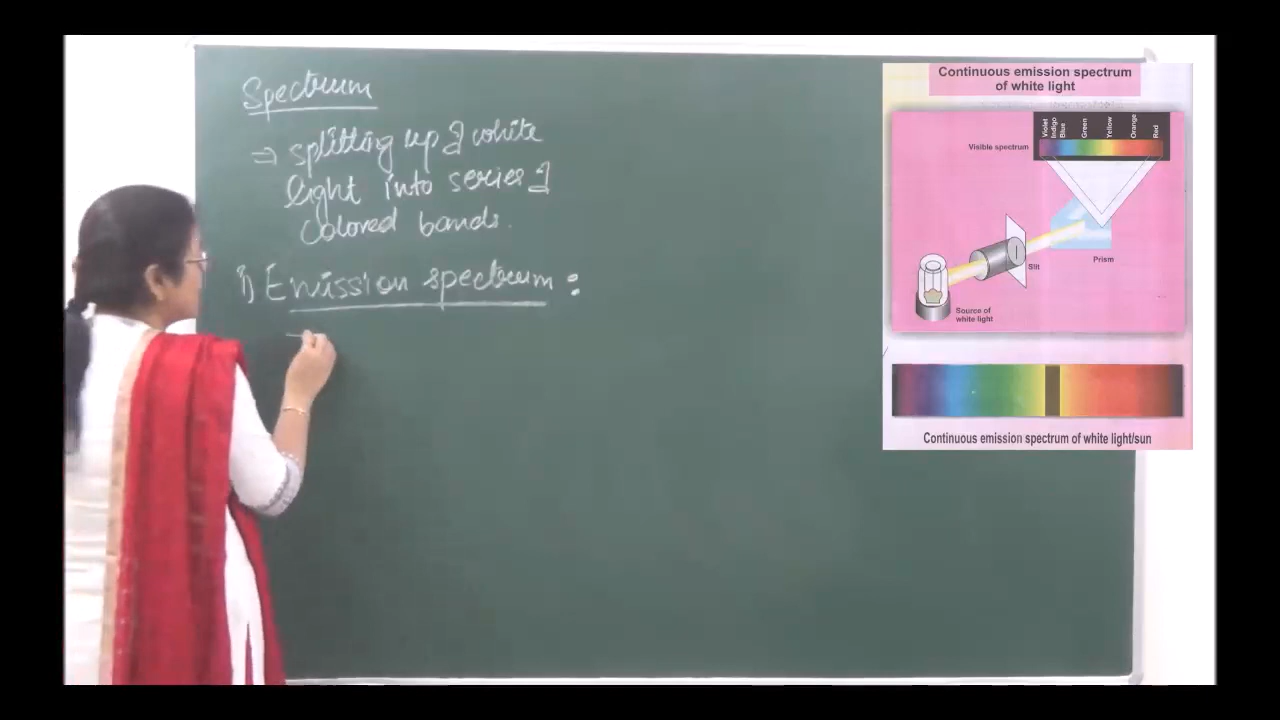 Spectrum
⇒ splitting up of white
light into series of
colored bands.
1) Emission spectrum :
Continuous emission spectrum
of white light
Violet
Indigo
Blue
Green
Yellow
Orange
Red
Visible spectrum
Slit
Prism
Source of
white light
Continuous emission spectrum of white light/sun